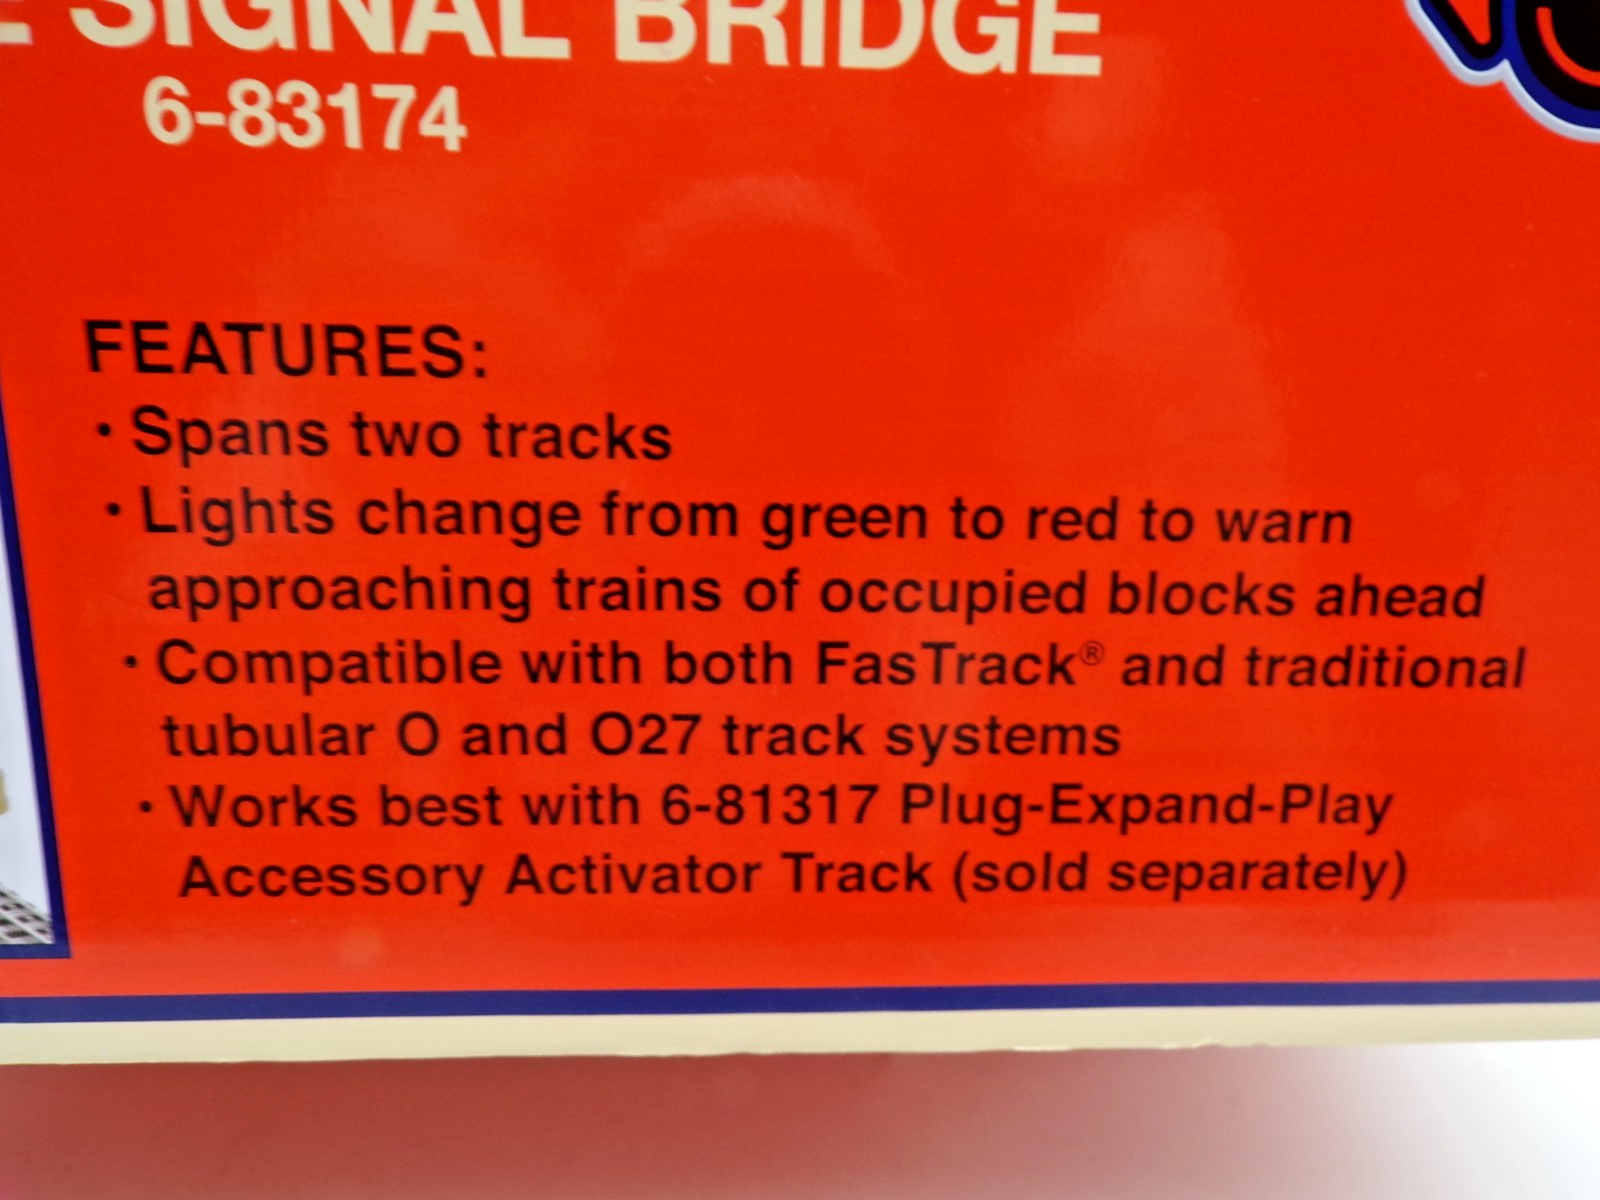 SIGNAL BRIDGE
6-83174
FEATURES:
• Spans two tracks
• Lights change from green to red to warn
approaching trains of occupied blocks ahead
• Compatible with both FasTrack® and traditional
tubular O and O27 track systems
• Works best with 6-81317 Plug-Expand-Play
Accessory Activator Track (sold separately)